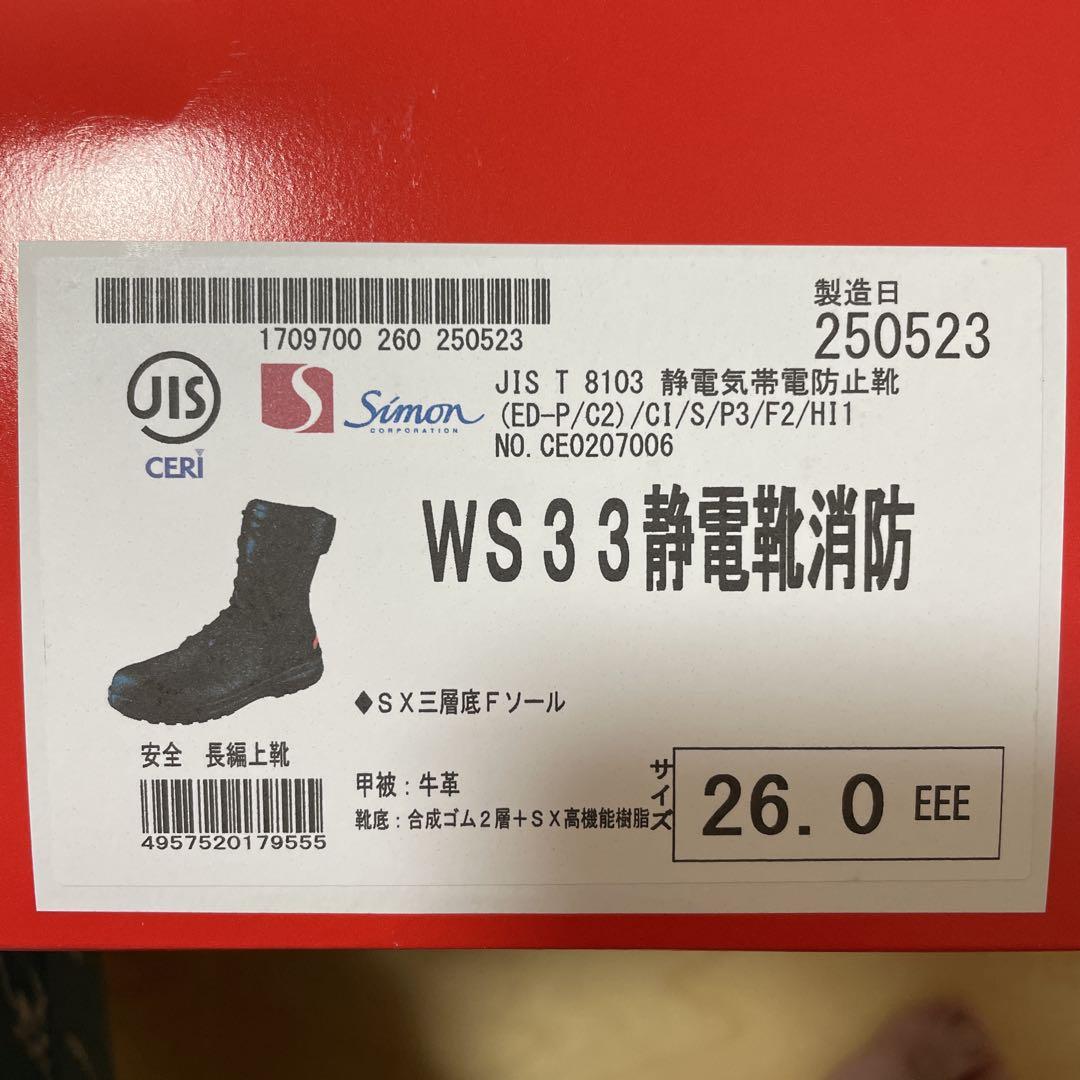 製造日
250523
1709700 260 250523
JIS
CERI
S
Simon
CORPORATION
JIS T 8103 静電気帯電防止靴
(ED-P/C2)/CI/S/P3/F2/HI1
NO.CE0207006
WS33静電靴消防
◆SX三層底Fソール
安全 長編上靴
4957520179555
甲被:牛革
靴底:合成ゴム2層+SX高機能樹脂
サイズ
26.0 EEE